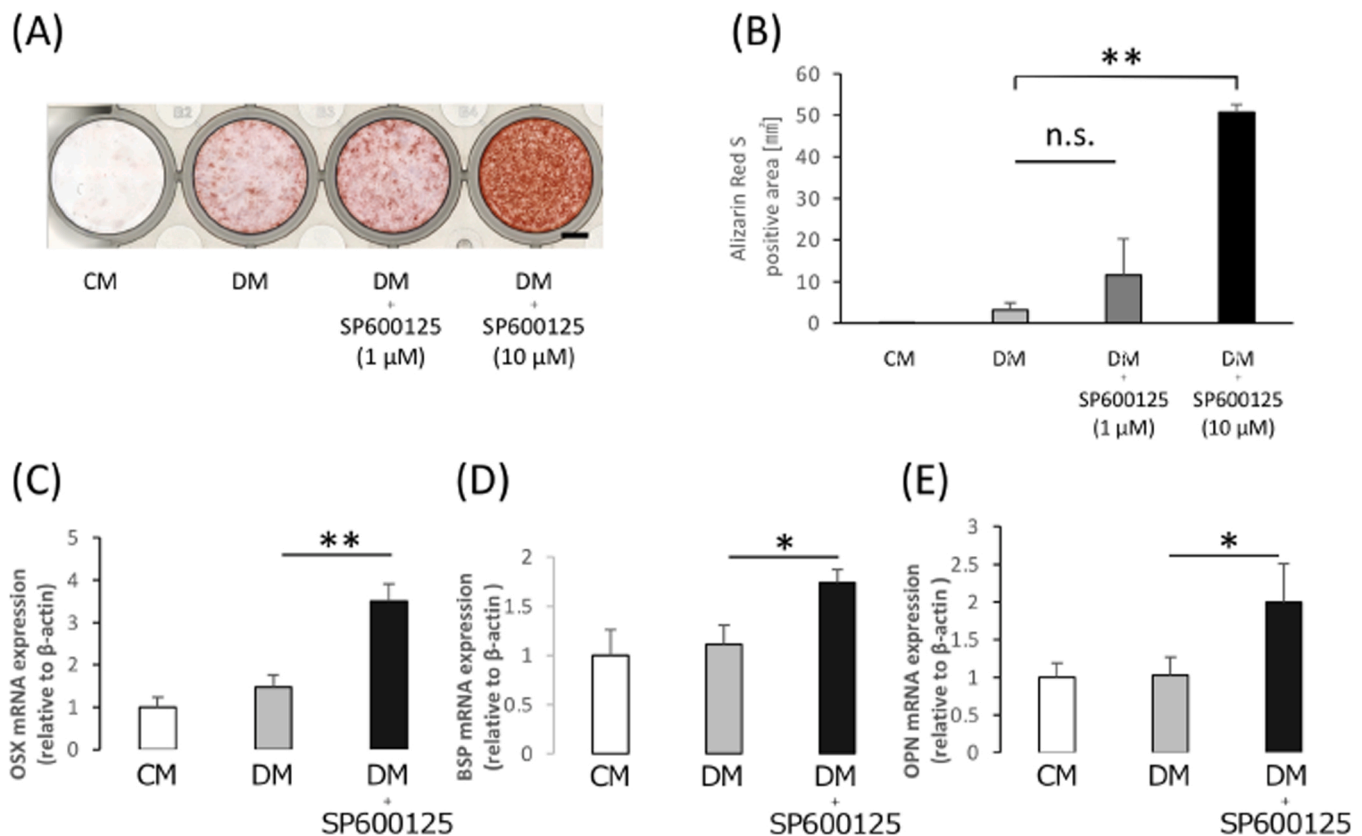 (A)
B2
B3
B4
CM
DM
DM
+
SP600125
(1 µM)
DM
+
SP600125
(10 µM)
(B)
Alizarin Red S
positive area [㎟]
60
50
40
30
20
10
0
**
n.s.
CM
DM
DM
+
SP600125
(1 µM)
DM
+
SP600125
(10 µM)
(C)
OSX mRNA expression
(relative to β-actin)
5
4
3
2
1
0
**
CM
DM
DM
+
SP600125
(D)
BSP mRNA expression
(relative to β-actin )
2
1.5
1
0.5
0
*
CM
DM
DM
+
SP600125
(E)
OPN mRNA expression
(relative to β-actin )
3
2.5
2
1.5
1
0.5
0
*
CM
DM
DM
+
SP600125